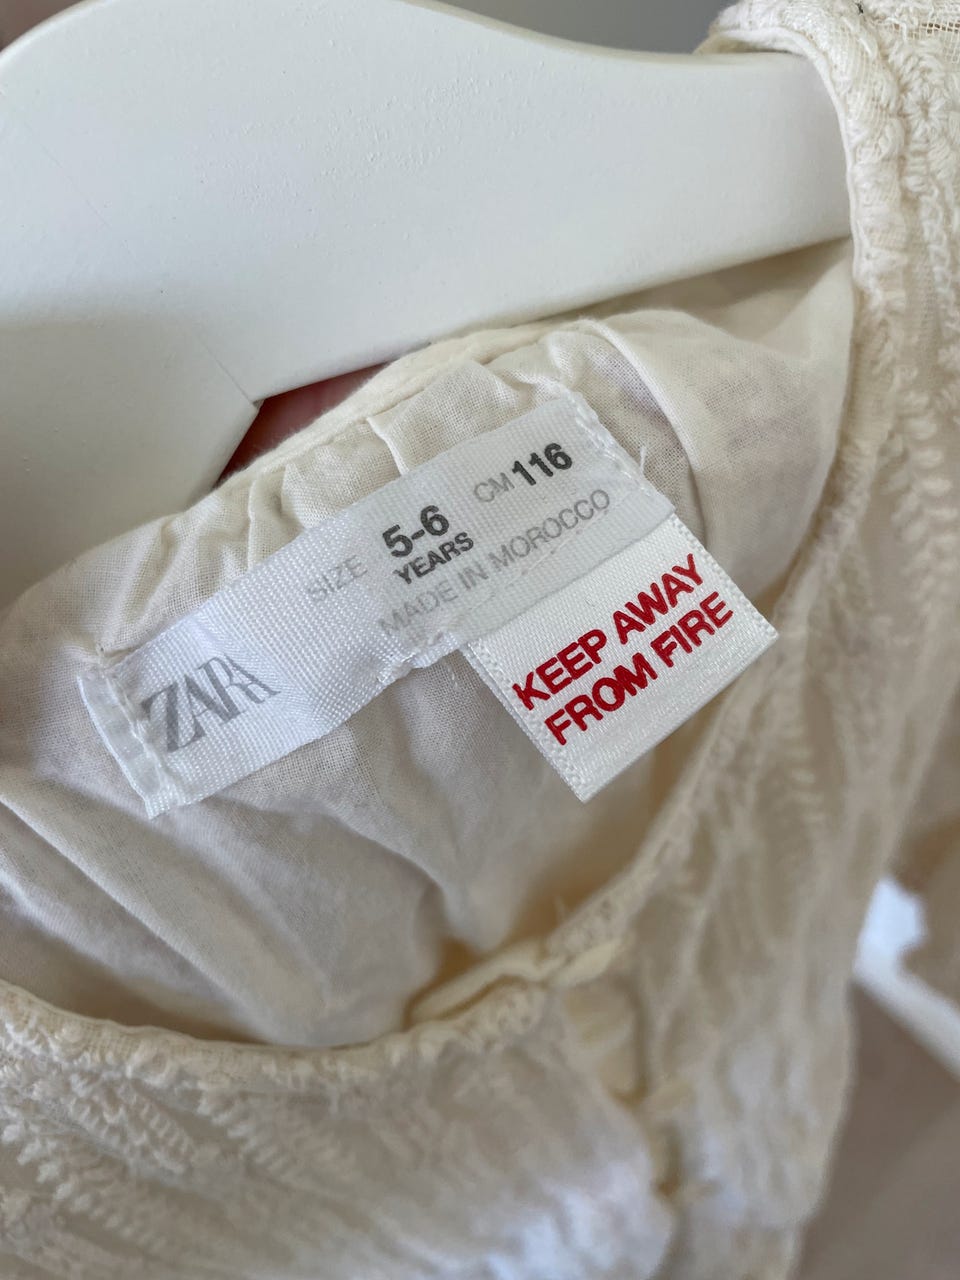 ZARA
SIZE 5-6 CM 116
YEARS
MADE IN MOROCCO
KEEP AWAY
FROM FIRE